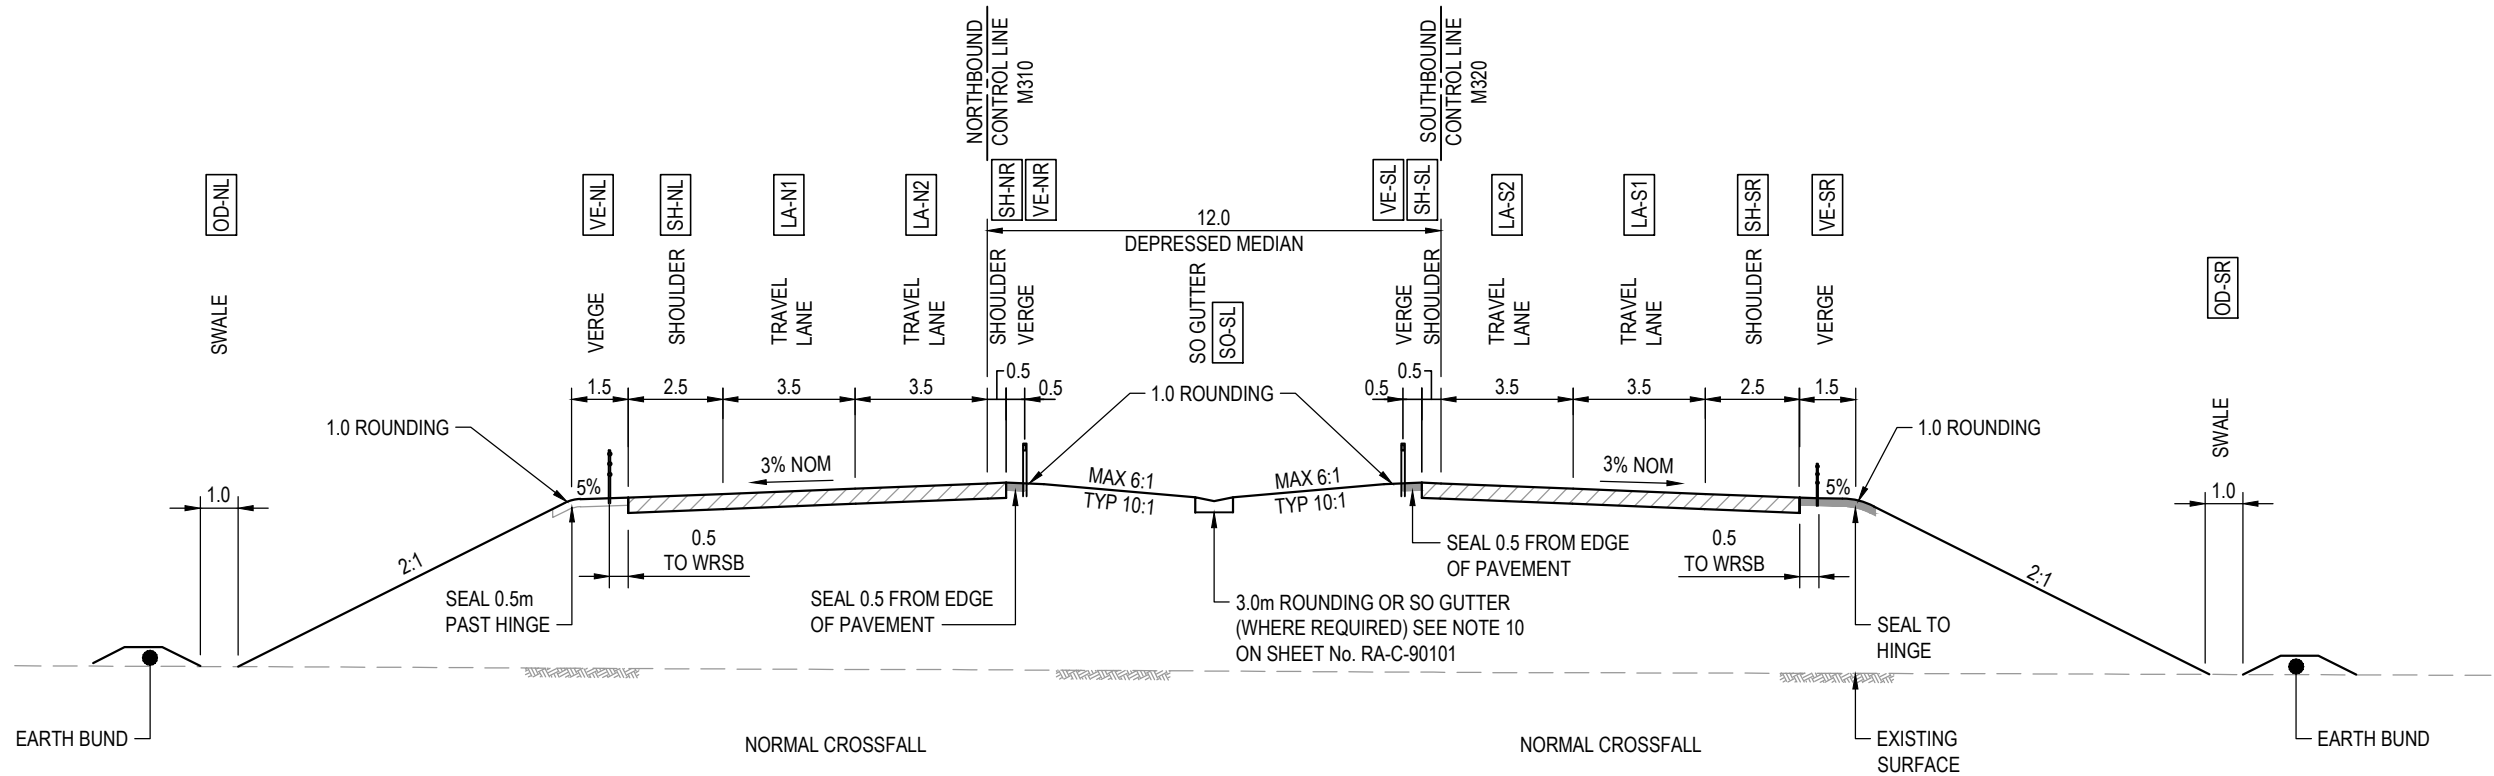 NORTHBOUND
CONTROL LINE
M310
SOUTHBOUND
CONTROL LINE
M320
OD-NL
VE-NL
SH-NL
LA-N1
LA-N2
SH-NR
VE-NR
VE-SL
SH-SL
LA-S2
LA-S1
SH-SR
VE-SR
OD-SR
12.0
DEPRESSED MEDIAN
SWALE
VERGE
SHOULDER
TRAVEL
LANE
TRAVEL
LANE
SHOULDER
VERGE
SO GUTTER
SO-SL
VERGE
SHOULDER
TRAVEL
LANE
TRAVEL
LANE
SHOULDER
VERGE
SWALE
1.5
2.5
3.5
3.5
0.5
0.5
0.5
0.5
3.5
3.5
2.5
1.5
1.0 ROUNDING
1.0 ROUNDING
1.0 ROUNDING
1.0
5%
3% NOM
MAX 6:1
TYP 10:1
MAX 6:1
TYP 10:1
3% NOM
5%
1.0
2:1
0.5
TO WRSB
SEAL 0.5 FROM EDGE
OF PAVEMENT
0.5
TO WRSB
2:1
SEAL 0.5m
PAST HINGE
SEAL 0.5 FROM EDGE
OF PAVEMENT
3.0m ROUNDING OR SO GUTTER
(WHERE REQUIRED) SEE NOTE 10
ON SHEET No. RA-C-90101
SEAL TO
HINGE
EARTH BUND
NORMAL CROSSFALL
NORMAL CROSSFALL
EXISTING
SURFACE
EARTH BUND